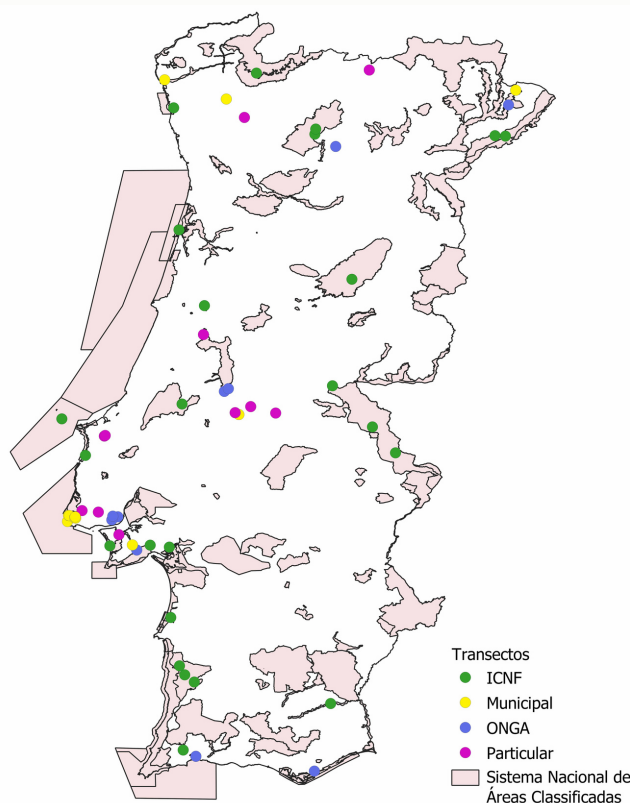 Transectos
ICNF
Municipal
ONGA
Particular
Sistema Nacional de
Áreas Classificadas